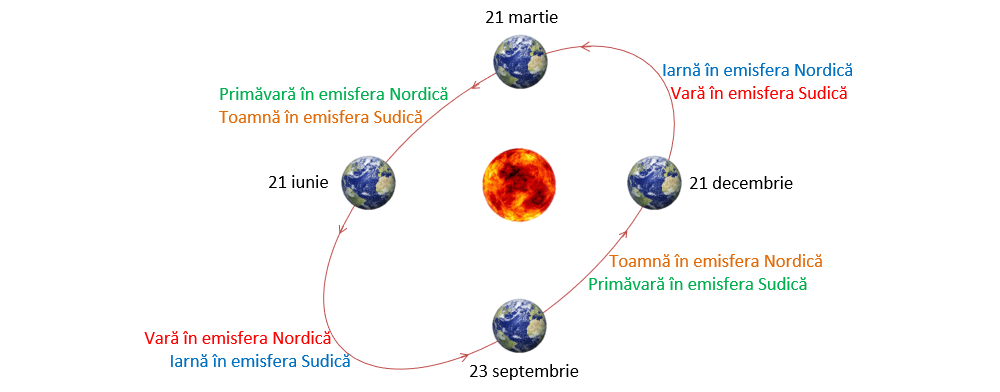 21 martie
Iarnă în emisfera Nordică
Vară în emisfera Sudică
Primăvară în emisfera Nordică
Toamnă în emisfera Sudică
21 iunie
21 decembrie
Toamnă în emisfera Nordică
Primăvară în emisfera Sudică
Vară în emisfera Nordică
Iarnă în emisfera Sudică
23 septembrie